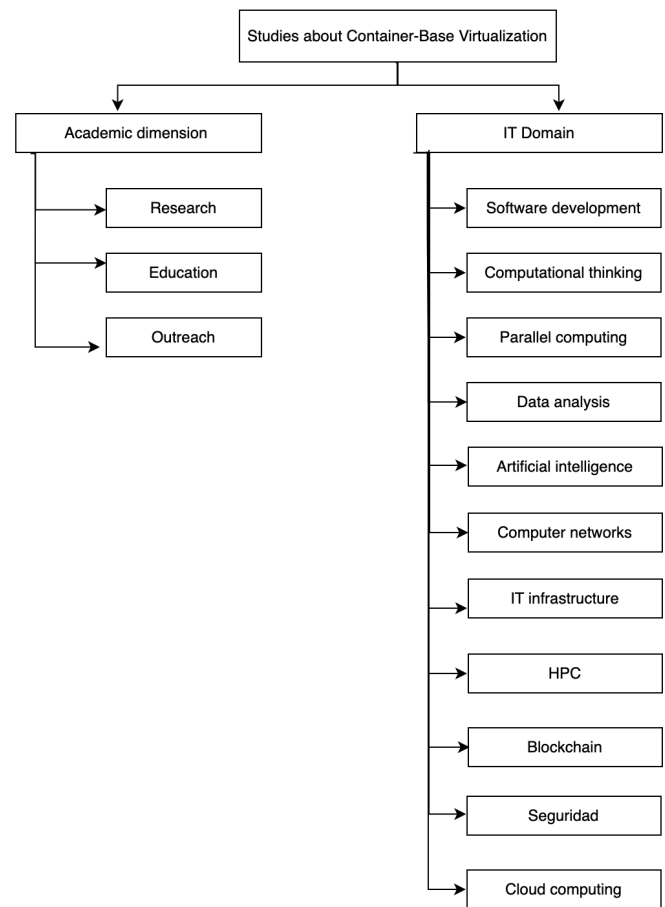 Studies about Container-Base Virtualization
Academic dimension
IT Domain
Research
Education
Outreach
Software development
Computational thinking
Parallel computing
Data analysis
Artificial intelligence
Computer networks
IT infrastructure
HPC
Blockchain
Seguridad
Cloud computing